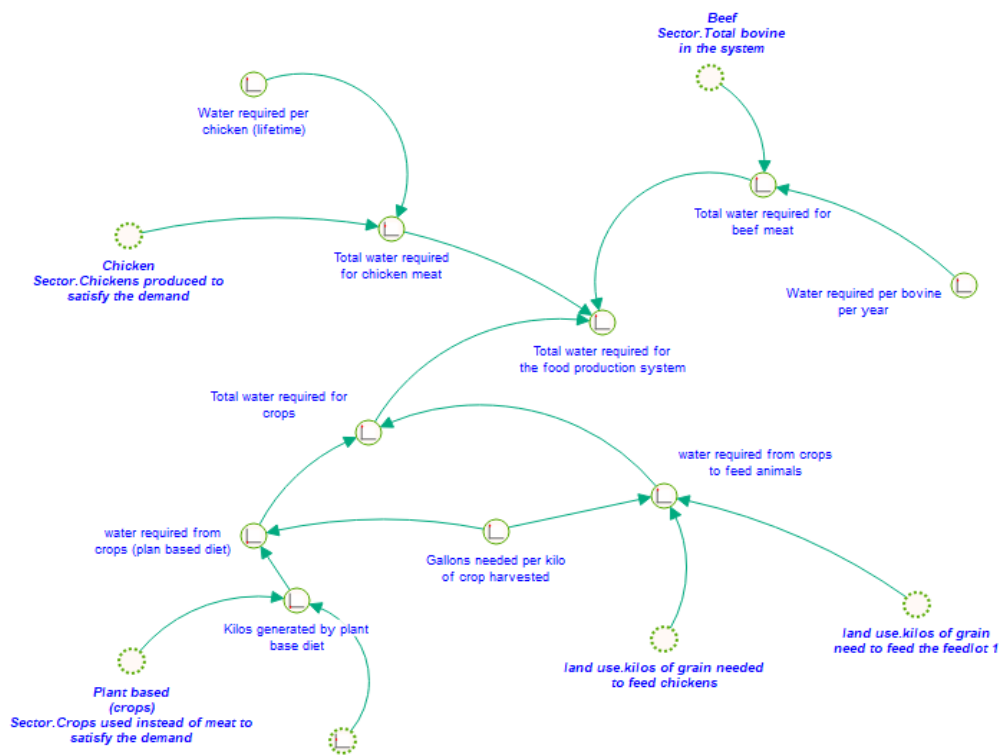 Beef
Sector.Total bovine
in the system
Water required per
chicken (lifetime)
Total water required for
beef meat
Chicken
Sector.Chickens produced to
satisfy the demand
Total water required
for chicken meat
Water required per bovine
per year
Total water required for
the food production system
Total water required for
crops
water required from crops
to feed animals
water required from
crops (plan based diet)
Gallons needed per kilo
of crop harvested
Kilos generated by plant
base diet
land use.kilos of grain
need to feed the feedlot 1
land use.kilos of grain needed
to feed chickens
Plant based
(crops)
Sector.Crops used instead of meat to
satisfy the demand